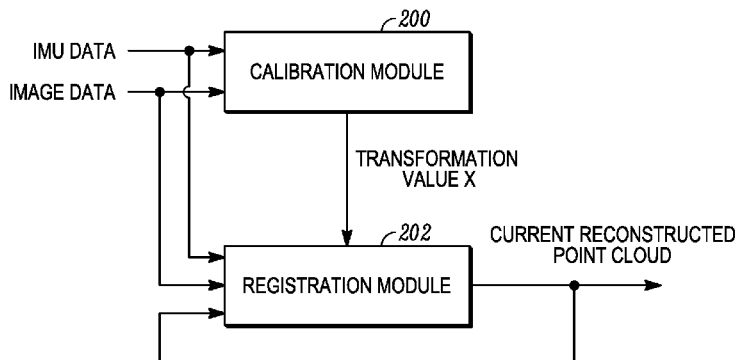 200
IMU DATA
CALIBRATION MODULE
IMAGE DATA
TRANSFORMATION
VALUE X
202
CURRENT RECONSTRUCTED
POINT CLOUD
REGISTRATION MODULE